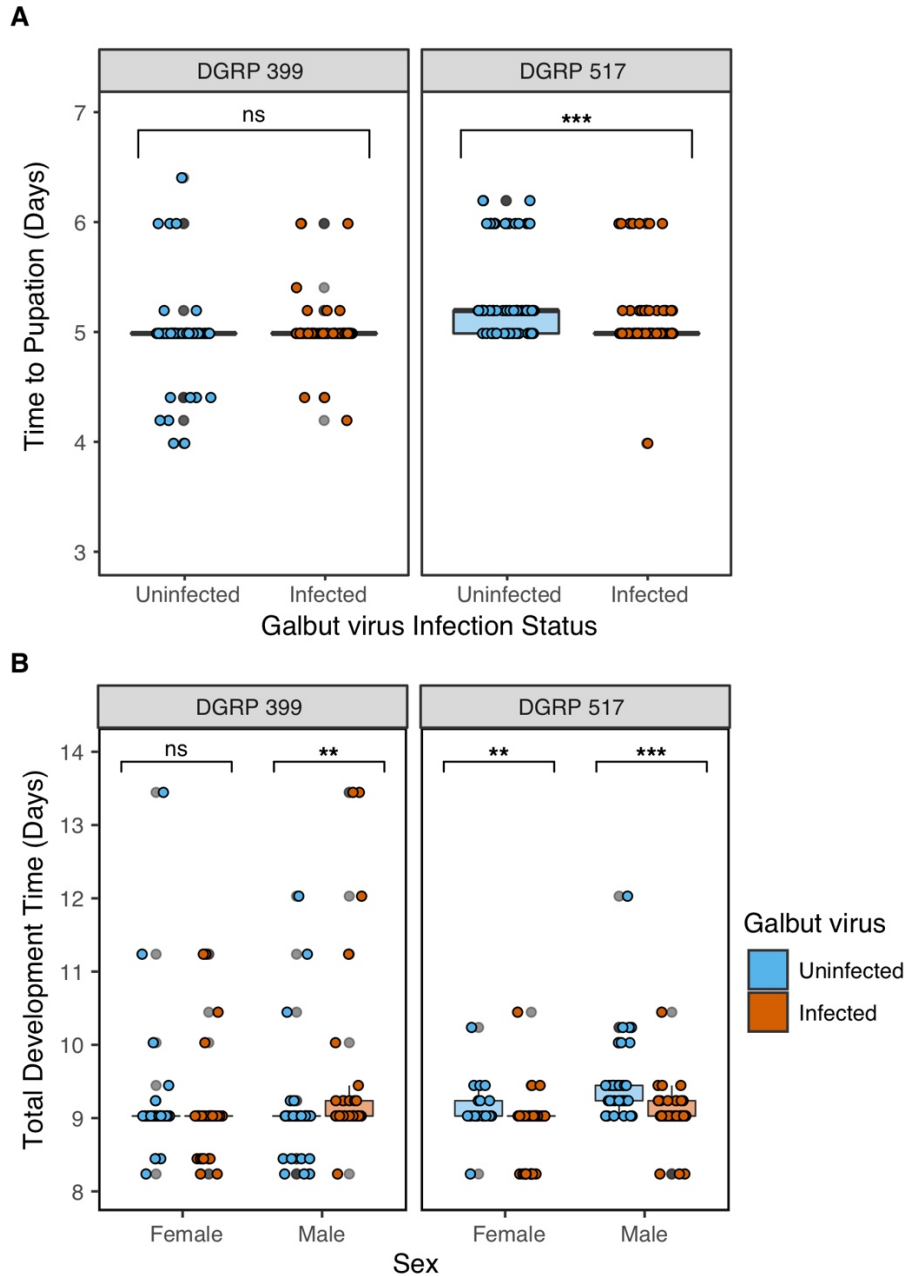 A
DGRP 399 DGRP 517
ns ***
7
6
5
4
3
Time to Pupation (Days)
Uninfected Infected Uninfected Infected
Galbut virus Infection Status
B
DGRP 399 DGRP 517
ns ** ** ***
14
13
12
11
10
9
8
Total Development Time (Days)
Galbut virus
Uninfected
Infected
Female Male Female Male
Sex